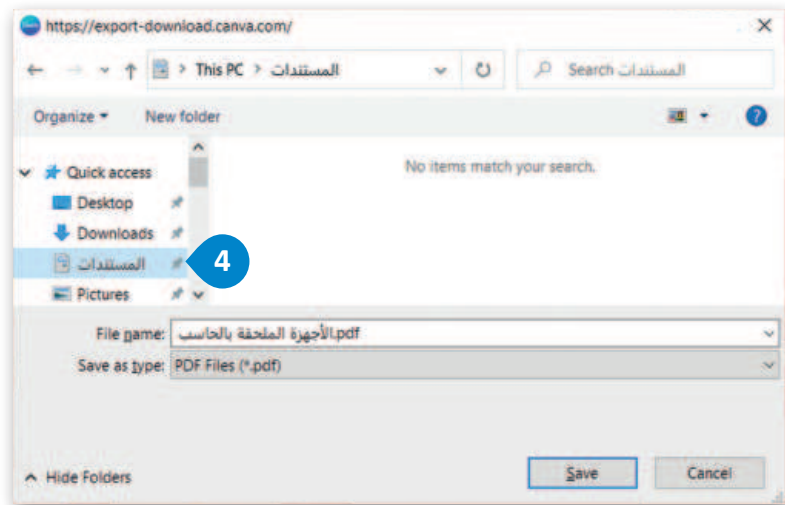 https://export-download.canva.com/
This PC > المستندات
Search المستندات
Organize
New folder
Quick access
Desktop
Downloads
المستندات
4
Pictures
No items match your search.
File name: الأجهزة الملحقة بالحاسب.pdf
Save as type: PDF Files (*.pdf)
Hide Folders
Save
Cancel